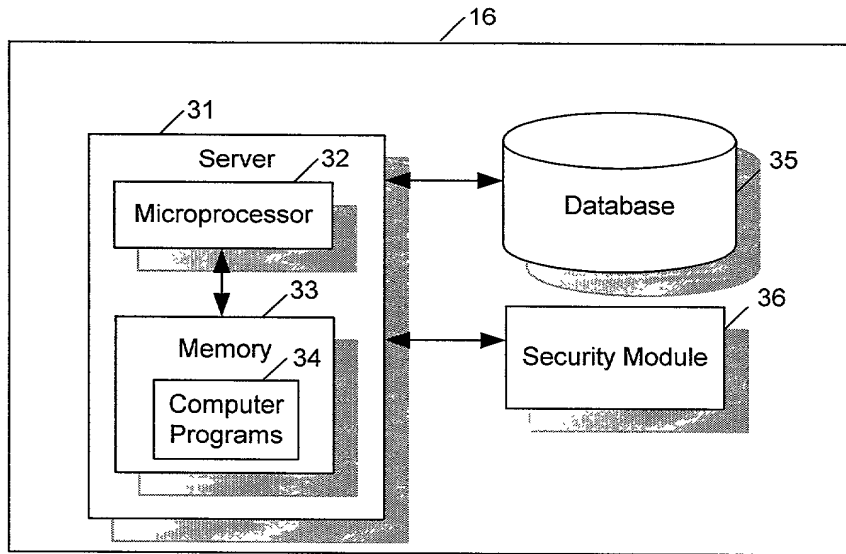 16
31
Server
32
Microprocessor
33
Memory
34
Computer
Programs
Database
35
36
Security Module